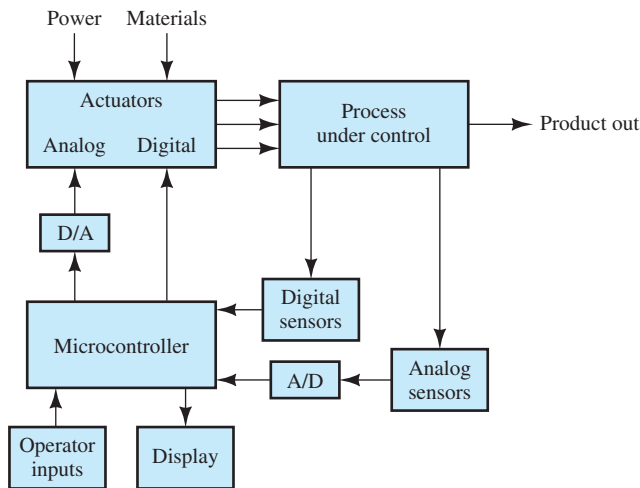 Power
Materials
Actuators
Analog
Digital
Process
under control
Product out
D/A
Digital
sensors
Microcontroller
A/D
Analog
sensors
Operator
inputs
Display